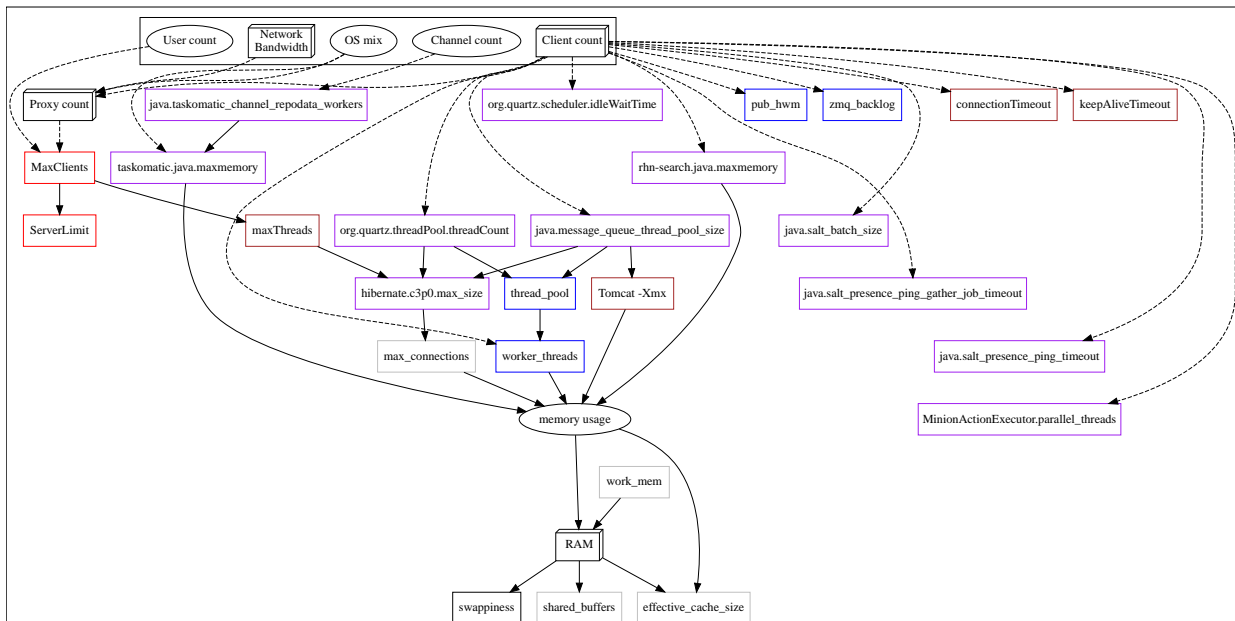 User count
Network
Bandwidth
OS mix
Channel count
Client count
Proxy count
java.taskomatic_channel_repodata_workers
org.quartz.scheduler.idleWaitTime
pub_hwm
zmq_backlog
connectionTimeout
keepAliveTimeout
MaxClients
taskomatic.java.maxmemory
rhn-search.java.maxmemory
ServerLimit
maxThreads
org.quartz.threadPool.threadCount
java.message_queue_thread_pool_size
java.salt_batch_size
hibernate.c3p0.max_size
thread_pool
Tomcat -Xmx
java.salt_presence_ping_gather_job_timeout
max_connections
worker_threads
java.salt_presence_ping_timeout
memory usage
MinionActionExecutor.parallel_threads
work_mem
RAM
swappiness
shared_buffers
effective_cache_size